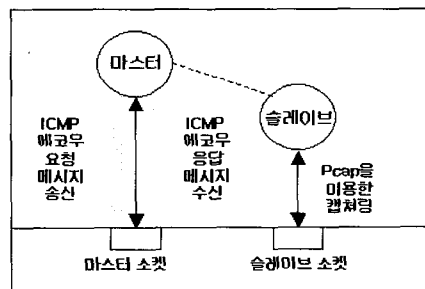 마스터
슬레이브
ICMP
에코우
요청
메시지
송신
ICMP
에코우
응답
메시지
수신
Pcap을
이용한
캡쳐링
마스터 소켓
슬레이브 소켓